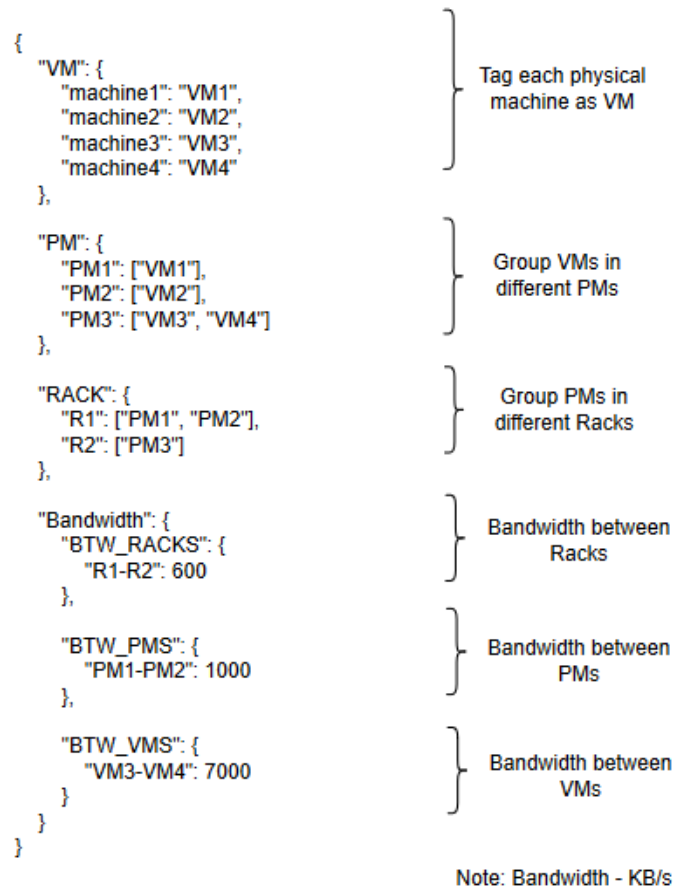 {
"VM": {
"machine1": "VM1",
"machine2": "VM2",
"machine3": "VM3",
"machine4": "VM4"
},
Tag each physical
machine as VM
"PM": {
"PM1": ["VM1"],
"PM2": ["VM2"],
"PM3": ["VM3", "VM4"]
},
Group VMs in
different PMs
"RACK": {
"R1": ["PM1", "PM2"],
"R2": ["PM3"]
},
Group PMs in
different Racks
"Bandwidth": {
"BTW_RACKS": {
"R1-R2": 600
},
Bandwidth between
Racks
"BTW_PMS": {
"PM1-PM2": 1000
},
Bandwidth between
PMs
"BTW_VMS": {
"VM3-VM4": 7000
}
Bandwidth between
VMs
}
}
Note: Bandwidth - KB/s